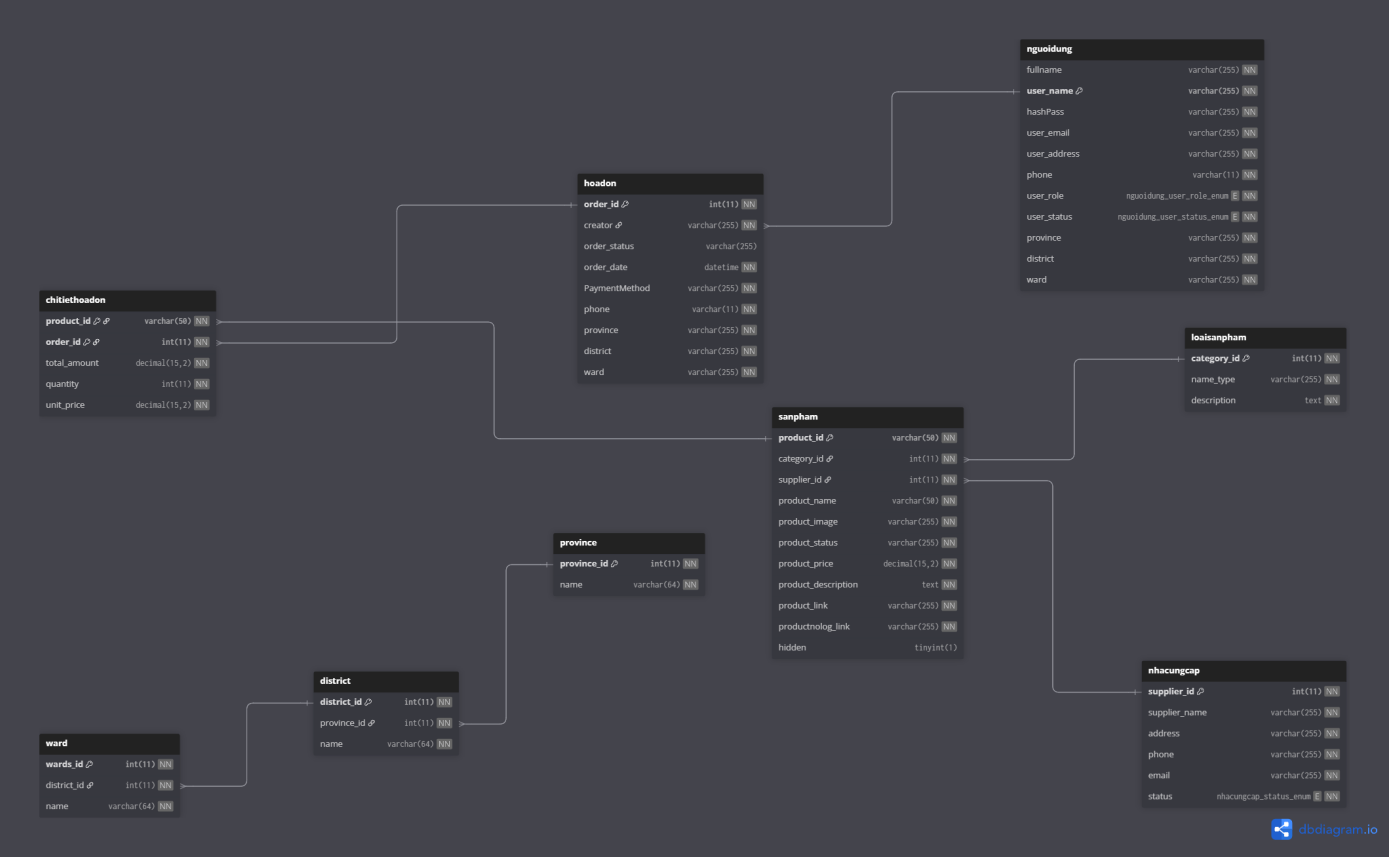 nguoidung
fullname varchar(255) NN
user_name varchar(255) NN
hashPass varchar(255) NN
user_email varchar(255) NN
user_address varchar(255) NN
phone varchar(11) NN
user_role nguoidung_user_role_enum E NN
user_status nguoidung_user_status_enum E NN
province varchar(255) NN
district varchar(255) NN
ward varchar(255) NN
hoadon
order_id int(11) NN
creator varchar(255) NN
order_status varchar(255)
order_date datetime NN
PaymentMethod varchar(255) NN
phone varchar(11) NN
province varchar(255) NN
district varchar(255) NN
ward varchar(255) NN
chitiethoadon
product_id varchar(50) NN
order_id int(11) NN
total_amount decimal(15,2) NN
quantity int(11) NN
unit_price decimal(15,2) NN
loaisanpham
category_id int(11) NN
name_type varchar(255) NN
description text NN
sanpham
product_id varchar(50) NN
category_id int(11) NN
supplier_id int(11) NN
product_name varchar(50) NN
product_image varchar(255) NN
product_status varchar(255) NN
product_price decimal(15,2) NN
product_description text NN
product_link varchar(255) NN
productnolog_link varchar(255) NN
hidden tinyint(1)
province
province_id int(11) NN
name varchar(64) NN
district
district_id int(11) NN
province_id int(11) NN
name varchar(64) NN
ward
wards_id int(11) NN
district_id int(11) NN
name varchar(64) NN
nhacungcap
supplier_id int(11) NN
supplier_name varchar(255) NN
address varchar(255) NN
phone varchar(255) NN
email varchar(255) NN
status nhacungcap_status_enum E NN
dbdiagram.io